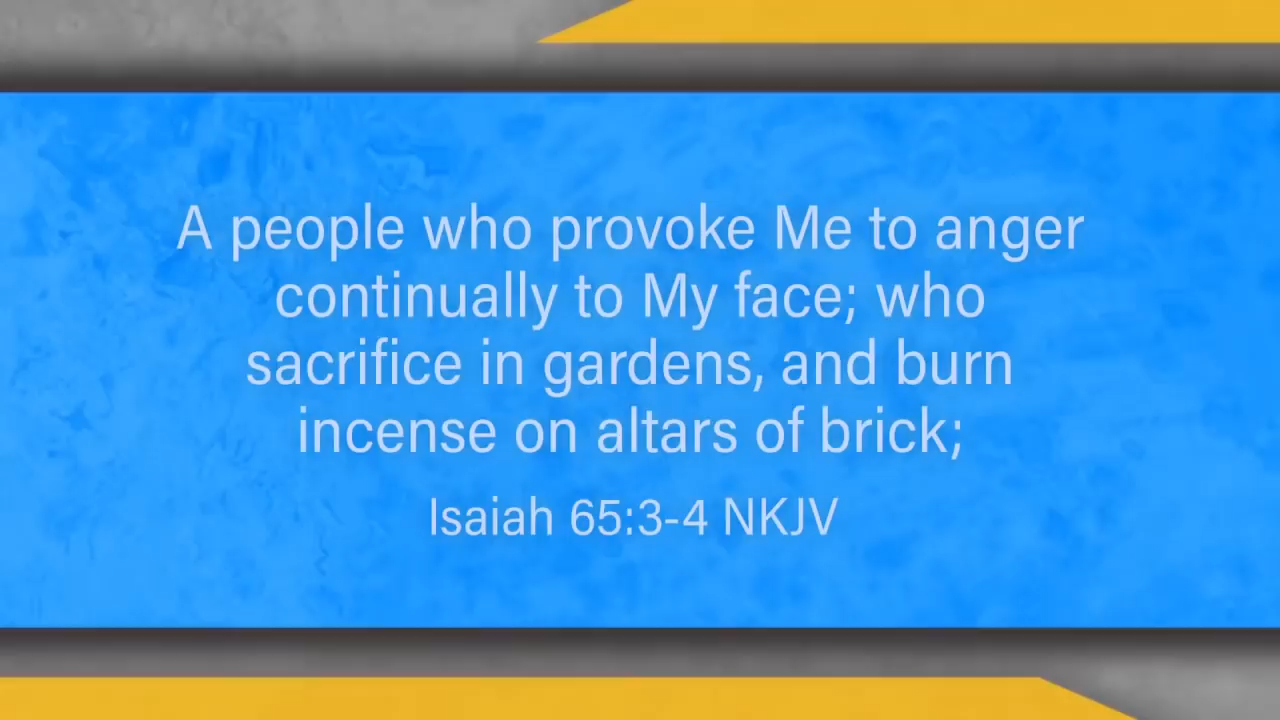 A people who provoke Me to anger
continually to My face; who
sacrifice in gardens, and burn
incense on altars of brick;
Isaiah 65:3-4 NKJV